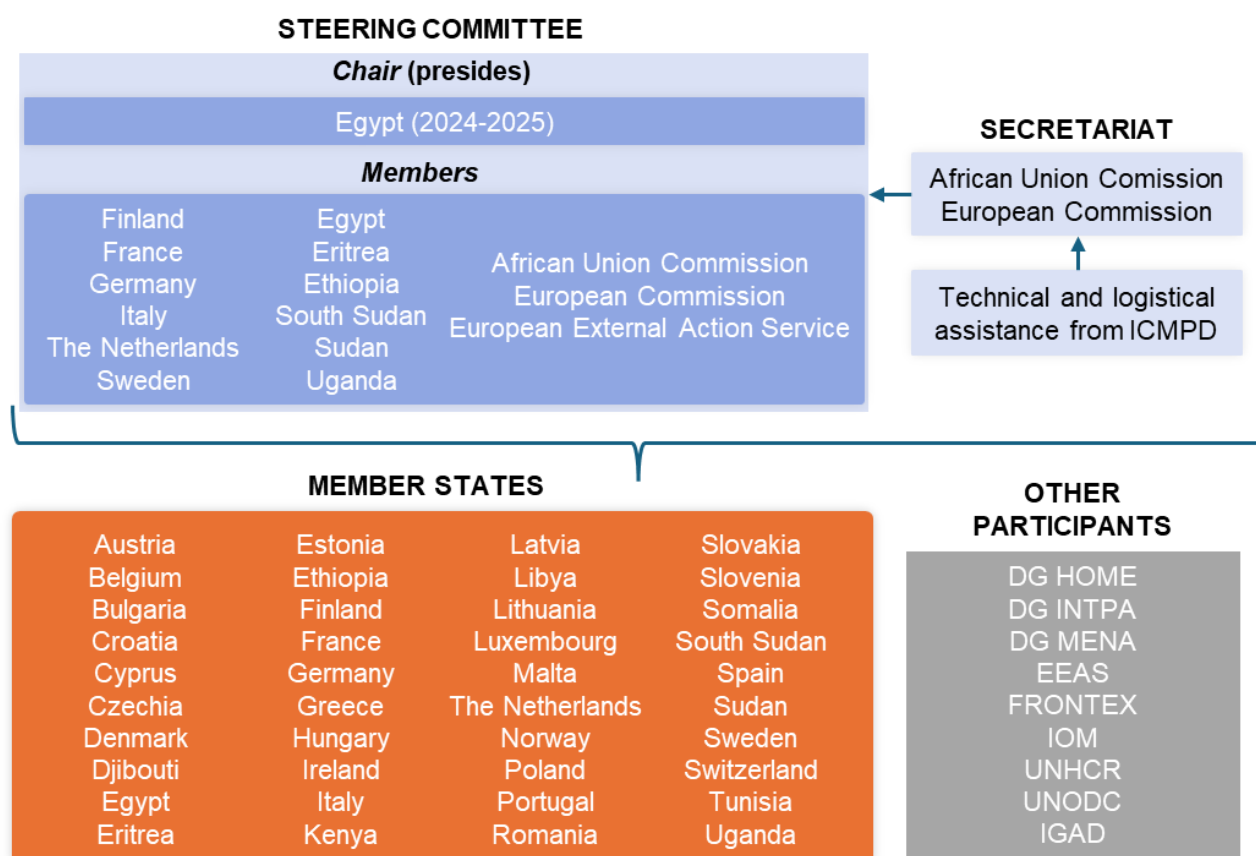 STEERING COMMITTEE
Chair (presides)
Egypt (2024-2025)
Members
Finland
France
Germany
Italy
The Netherlands
Sweden
Egypt
Eritrea
Ethiopia
South Sudan
Sudan
Uganda
African Union Commission
European Commission
European External Action Service
SECRETARIAT
African Union Comission
European Commission
Technical and logistical
assistance from ICMPD
MEMBER STATES
Austria
Belgium
Bulgaria
Croatia
Cyprus
Czechia
Denmark
Djibouti
Egypt
Eritrea
Estonia
Ethiopia
Finland
France
Germany
Greece
Hungary
Ireland
Italy
Kenya
Latvia
Libya
Lithuania
Luxembourg
Malta
The Netherlands
Norway
Poland
Portugal
Romania
Slovakia
Slovenia
Somalia
South Sudan
Spain
Sudan
Sweden
Switzerland
Tunisia
Uganda
OTHER
PARTICIPANTS
DG HOME
DG INTPA
DG MENA
EEAS
FRONTEX
IOM
UNHCR
UNODC
IGAD